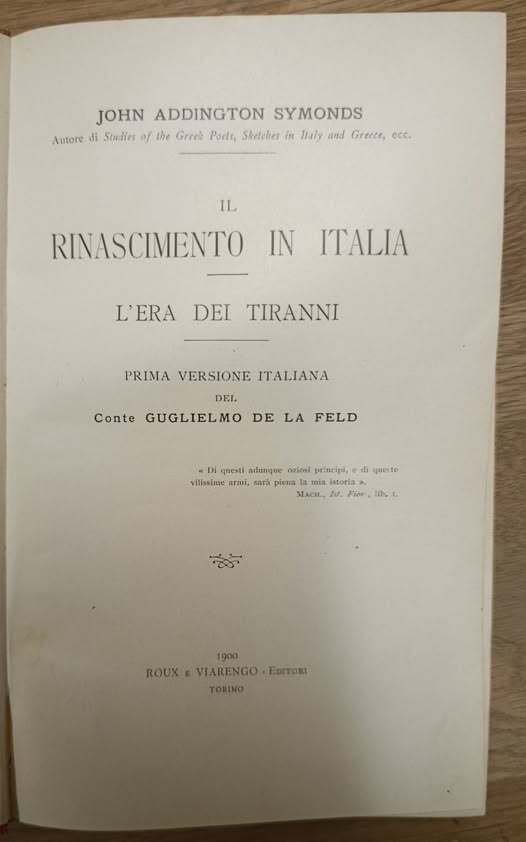 JOHN ADDINGTON SYMONDS
Autore di Studies of the Greek Poets, Sketches in Italy and Greece, ecc.
IL
RINASCIMENTO IN ITALIA
L'ERA DEI TIRANNI
PRIMA VERSIONE ITALIANA
DEL
Conte GUGLIELMO DE LA FELD
« Di questi adunque oziosi principi, e di queste
vilissime armi, sarà piena la mia istoria ».
MACH., Ist. Fior., lib. I.
1900
ROUX E VIARENGO - EDITORI
TORINO